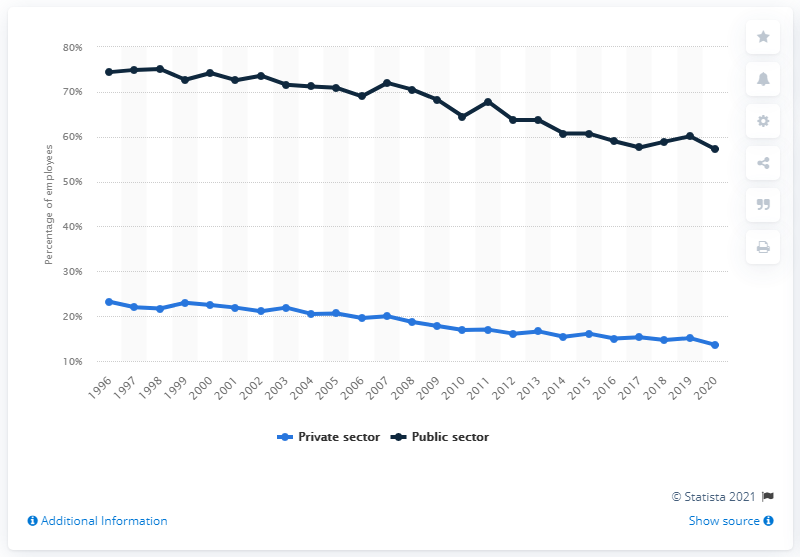 80%
70%
60%
50%
40%
30%
20%
10%
Percentage of employees
1996 1997 1998 1999 2000 2001 2002 2003 2004 2005 2006 2007 2008 2009 2010 2011 2012 2013 2014 2015 2016 2017 2018 2019 2020
Private sector Public sector
© Statista 2021
Additional Information Show source